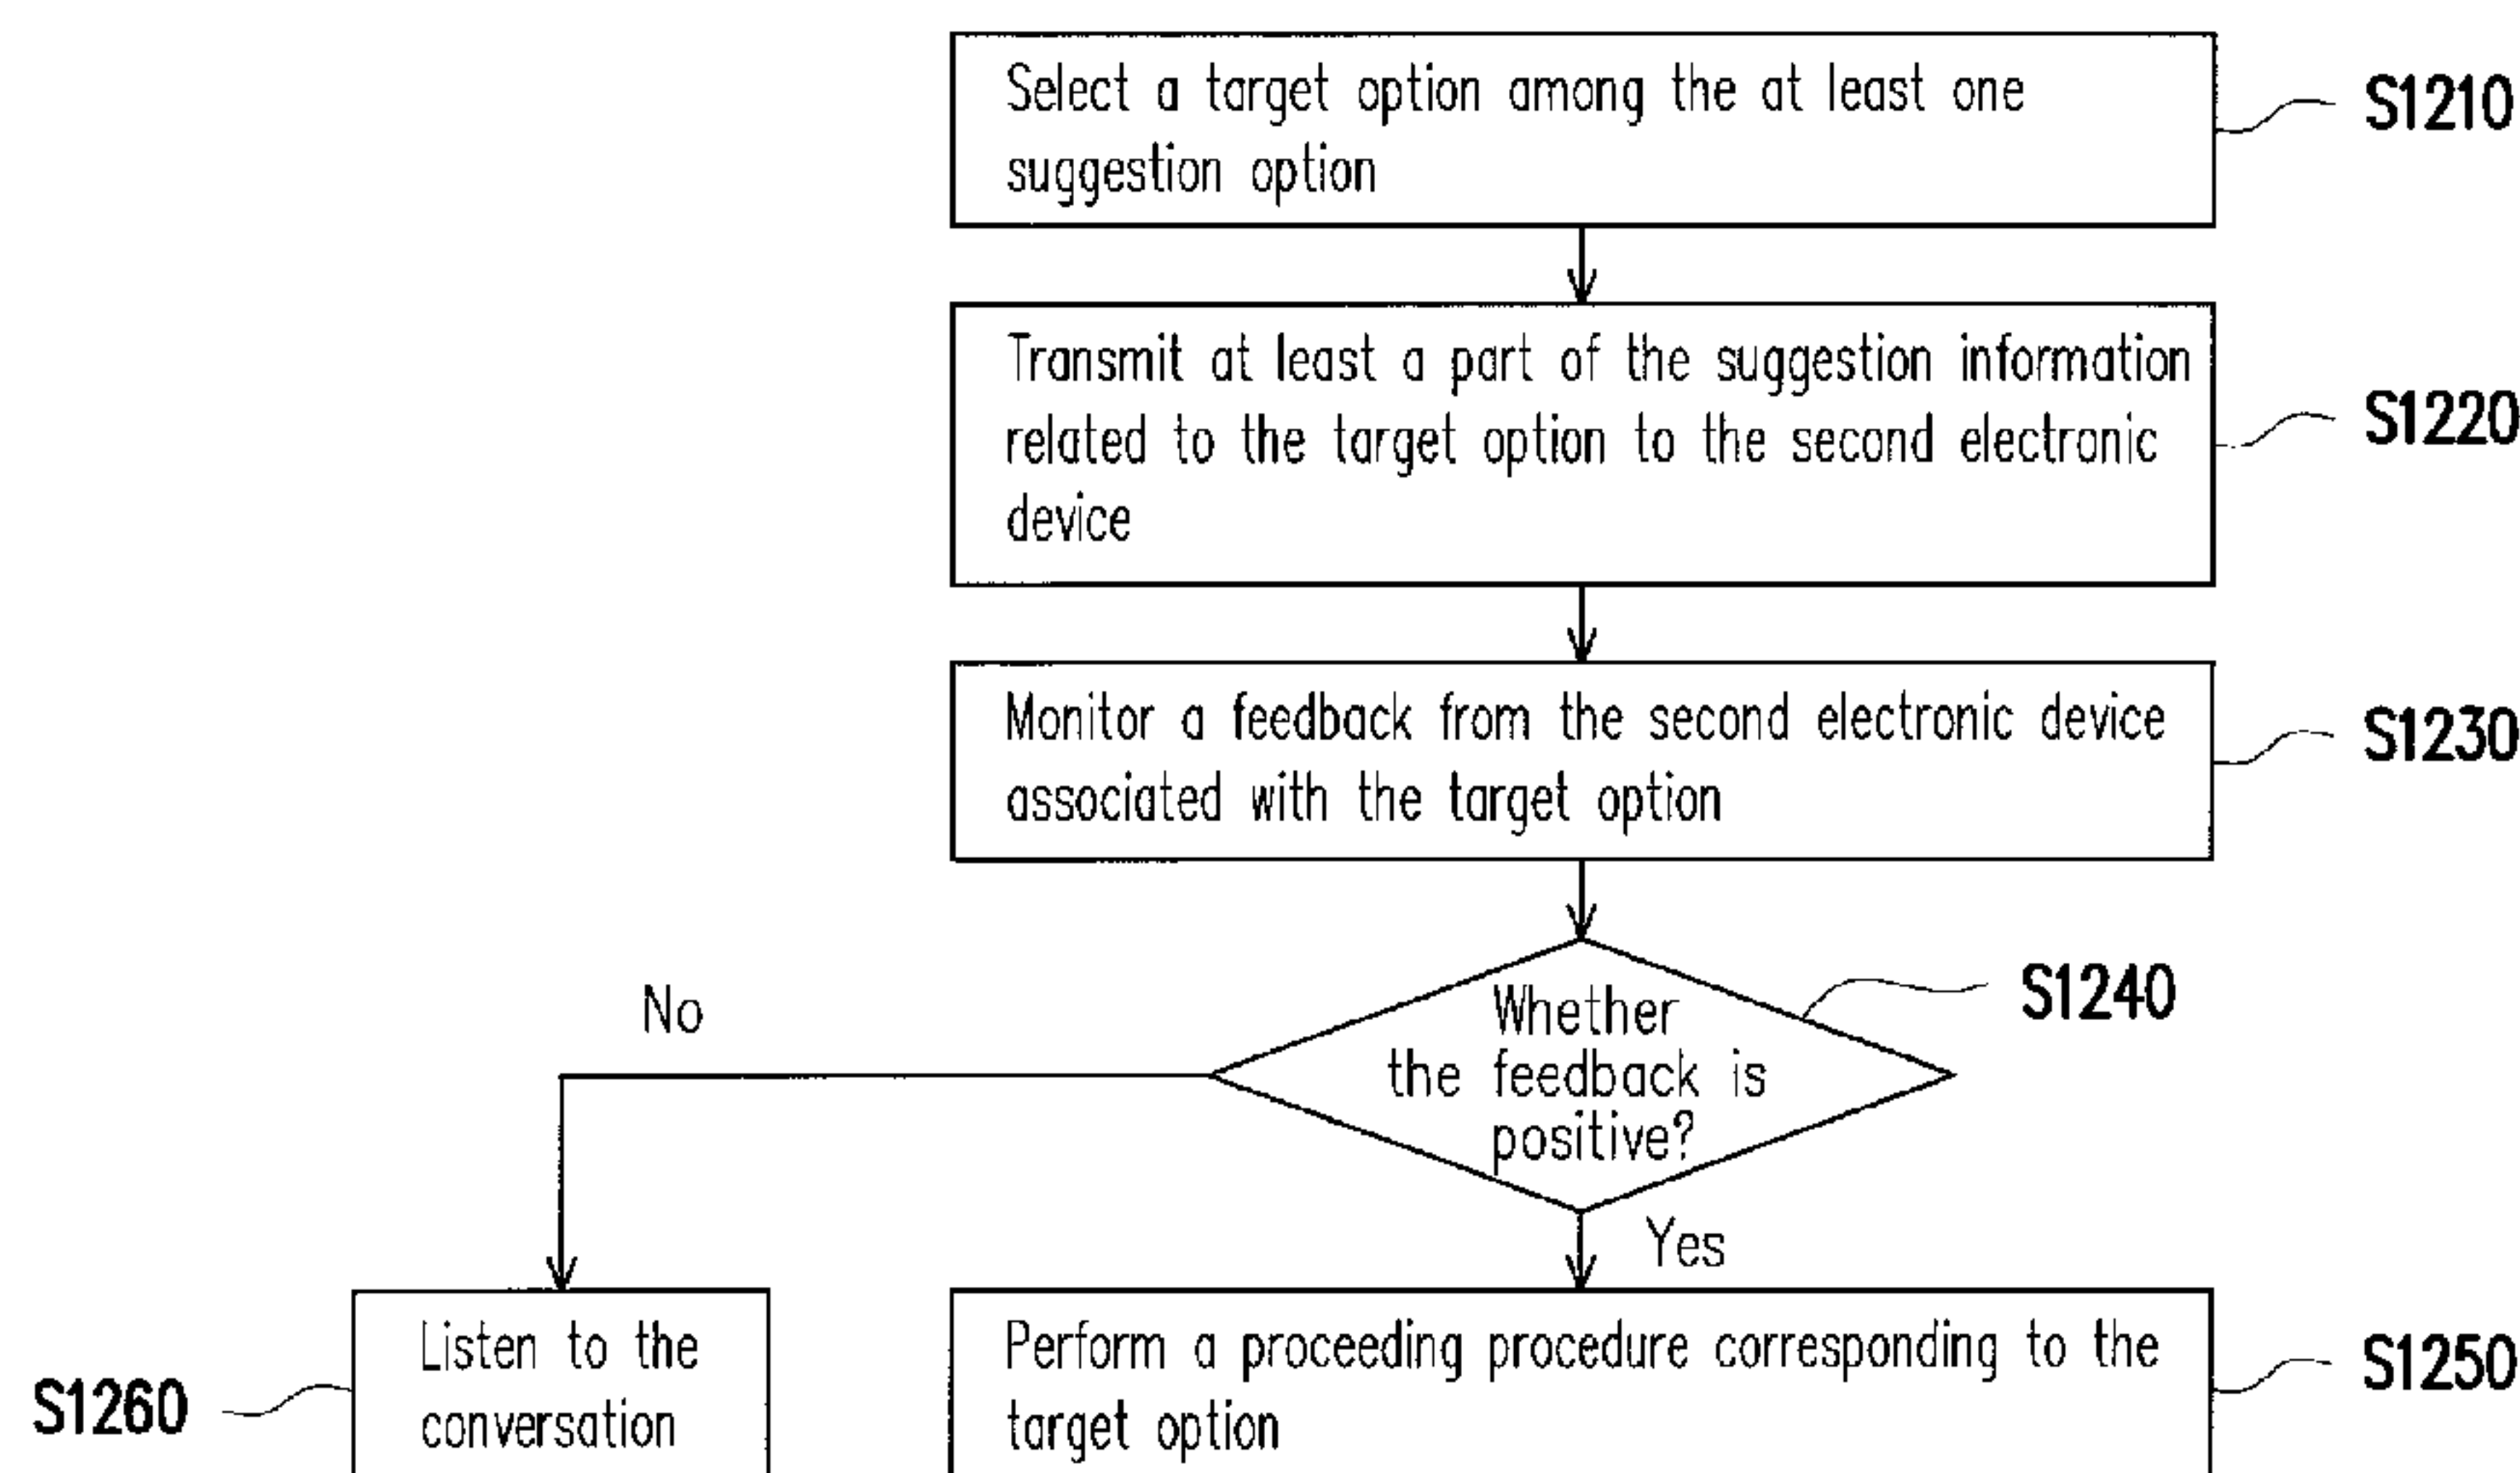 Select a target option among the at least one
suggestion option
S1210
Transmit at least a part of the suggestion information
related to the target option to the second electronic
device
S1220
Monitor a feedback from the second electronic device
associated with the target option
S1230
Whether
the feedback is
positive?
S1240
No
Yes
Listen to the
conversation
S1260
Perform a proceeding procedure corresponding to the
target option
S1250